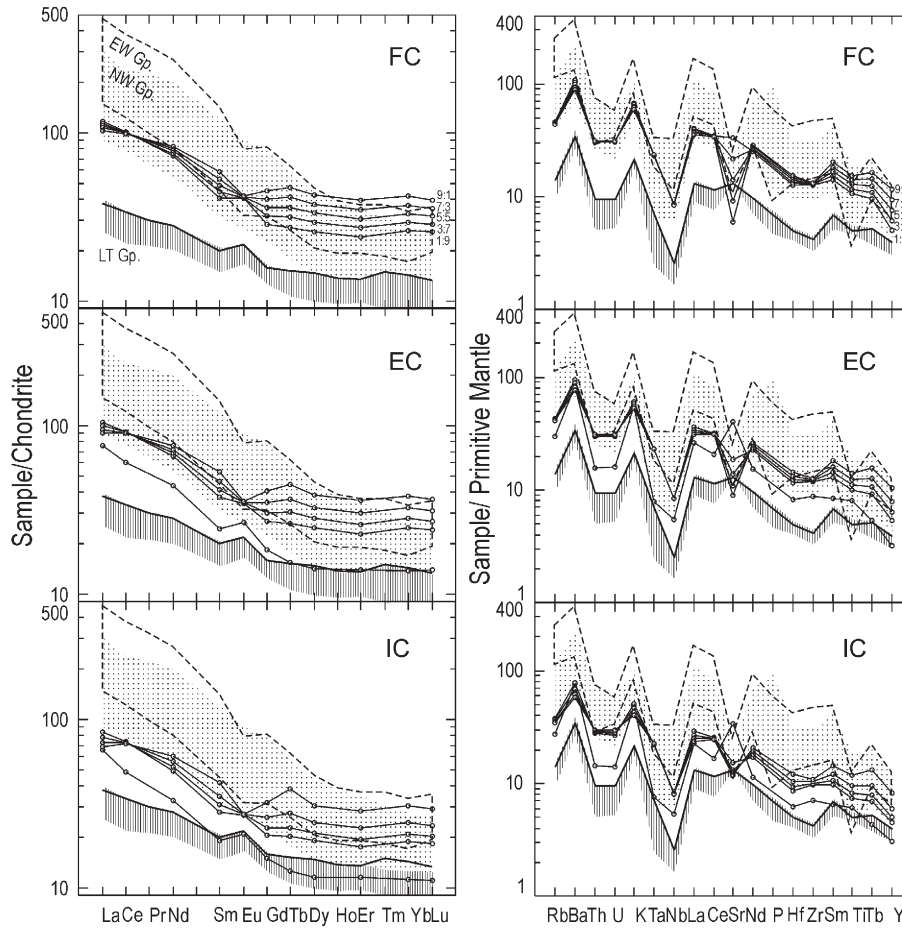 500
EW Gp.
NW Gp.
FC
100
9:1
7:3
5:5
3:7
1:9
LT Gp.
10
500
EC
100
10
500
IC
100
10
Sample/Chondrite
La Ce Pr Nd Sm Eu Gd Tb Dy Ho Er Tm Yb Lu
400
FC
100
10
1
400
EC
100
10
1
400
IC
100
10
1
Sample/ Primitive Mantle
Rb Ba Th U K Ta Nb La Ce Sr Nd P Hf Zr Sm Ti Tb Y